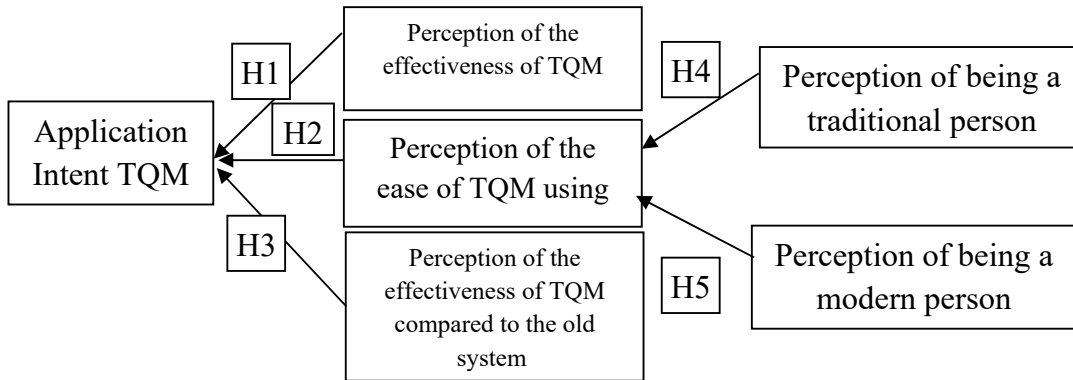 Application
Intent TQM
H1
H2
H3
Perception of the
effectiveness of TQM
Perception of the
ease of TQM using
Perception of the
effectiveness of TQM
compared to the old
system
H4
H5
Perception of being a
traditional person
Perception of being a
modern person